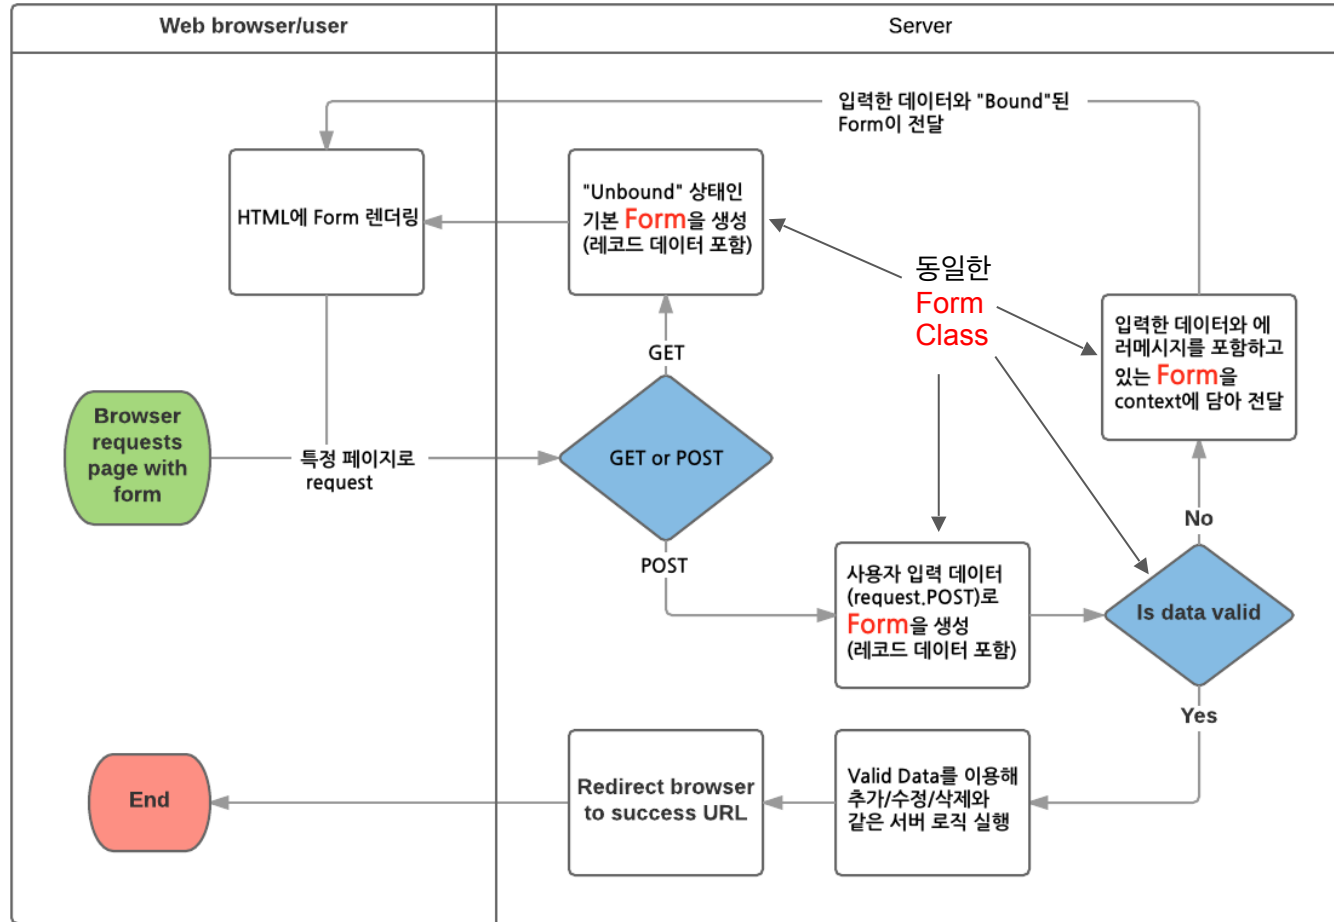 Web browser/user
Server
입력한 데이터와 "Bound"된
Form이 전달
HTML에 Form 렌더링
"Unbound" 상태인
기본 Form을 생성
(레코드 데이터 포함)
동일한
Form
Class
입력한 데이터와 에
러메시지를 포함하고
있는 Form을
context에 담아 전달
GET
Browser
requests
page with
form
특정 페이지로
request
GET or POST
No
POST
사용자 입력 데이터
(request.POST)로
Form을 생성
(레코드 데이터 포함)
Is data valid
Yes
End
Redirect browser
to success URL
Valid Data를 이용해
추가/수정/삭제와
같은 서버 로직 실행